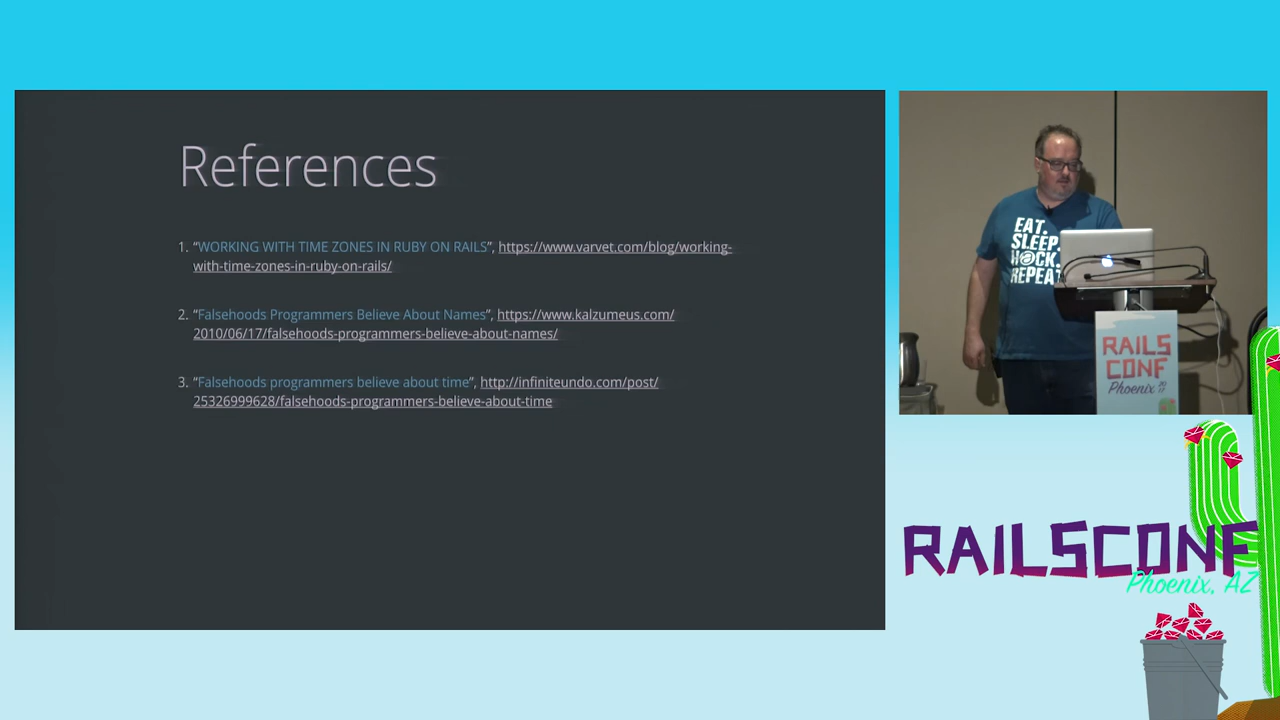 References
1. “WORKING WITH TIME ZONES IN RUBY ON RAILS”, https://www.varvet.com/blog/working-
with-time-zones-in-ruby-on-rails/
2. “Falsehoods Programmers Believe About Names”, https://www.kalzumeus.com/
2010/06/17/falsehoods-programmers-believe-about-names/
3. “Falsehoods programmers believe about time”, http://infiniteundo.com/post/
25326999628/falsehoods-programmers-believe-about-time
EAT.
SLEEP.
HOCK.
REPEAT
RAILS
CONF
Phoenix 2017
RAILSCONF
Phoenix, AZ